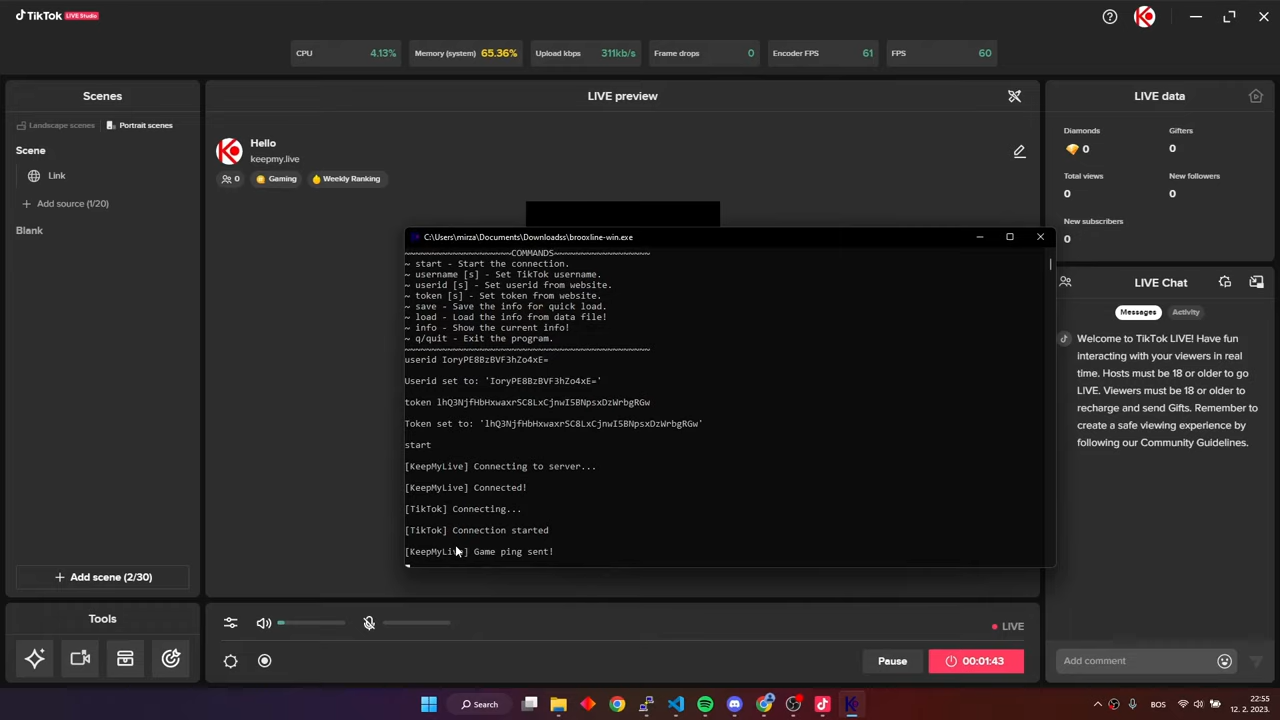 TikTok LIVE Studio
CPU 4.13%
Memory (system) 65.36%
Upload kbps 311kb/s
Frame drops 0
Encoder FPS 61
FPS 60
Scenes
Landscape scenes
Portrait scenes
Scene
Link
Add source (1/20)
Blank
Add scene (2/30)
Tools
LIVE preview
Hello
keepmy.live
0
Gaming
Weekly Ranking
C:\Users\mirza\Documents\Downloadss\brooxline-win.exe
~~~~~~~~~~~~~~~~~~~~COMMANDS~~~~~~~~~~~~~~~~~~
~ start - Start the connection.
~ username [s] - Set TikTok username.
~ userid [s] - Set userid from website.
~ token [s] - Set token from website.
~ save - Save the info for quick load.
~ load - Load the info from data file!
~ info - Show the current info!
~ q/quit - Exit the program.
~~~~~~~~~~~~~~~~~~~~~~~~~~~~~~~~~~~~~~~~~~~~~~
userid IoryPE8BzBVF3hZo4xE=
Userid set to: 'IoryPE8BzBVF3hZo4xE='
token lhQ3NjfHbHxwaxrSC8LxCjnwI5BNpsxDzWrbgRGw
Token set to: 'lhQ3NjfHbHxwaxrSC8LxCjnwI5BNpsxDzWrbgRGw'
start
[KeepMyLive] Connecting to server...
[KeepMyLive] Connected!
[TikTok] Connecting...
[TikTok] Connection started
[KeepMyLive] Game ping sent!
LIVE
Pause
00:01:43
LIVE data
Diamonds
0
Gifters
0
Total views
0
New followers
0
New subscribers
0
LIVE Chat
Messages
Activity
Welcome to TikTok LIVE! Have fun
interacting with your viewers in real
time. Hosts must be 18 or older to go
LIVE. Viewers must be 18 or older to
recharge and send Gifts. Remember to
create a safe viewing experience by
following our Community Guidelines.
Add comment
Search
BOS
22:55
12. 2. 2023.